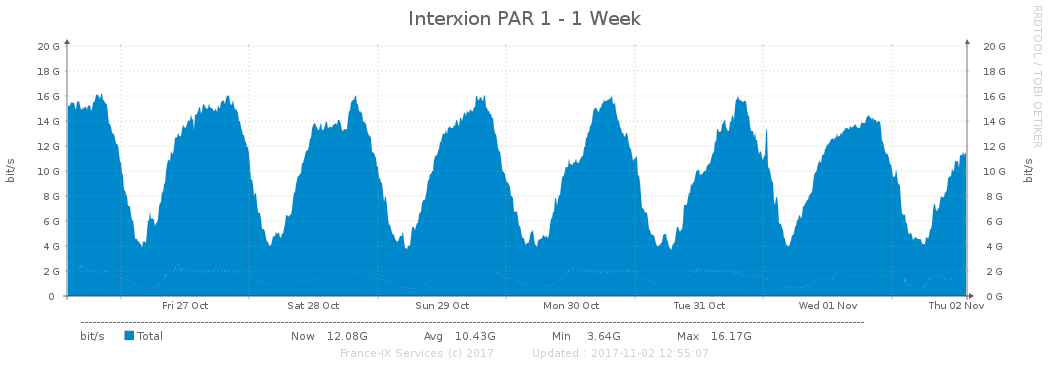 Interxion PAR 1 - 1 Week
RRDTOOL / TOBI OETIKER
bit/s
bit/s
20 G 20 G
18 G 18 G
16 G 16 G
14 G 14 G
12 G 12 G
10 G 10 G
8 G 8 G
6 G 6 G
4 G 4 G
2 G 2 G
0 0 G
Fri 27 Oct Sat 28 Oct Sun 29 Oct Mon 30 Oct Tue 31 Oct Wed 01 Nov Thu 02 Nov
bit/s Total Now 12.08G Avg 10.43G Min 3.64G Max 16.17G
France-IX Services (c) 2017 Updated : 2017-11-02 12:55:07